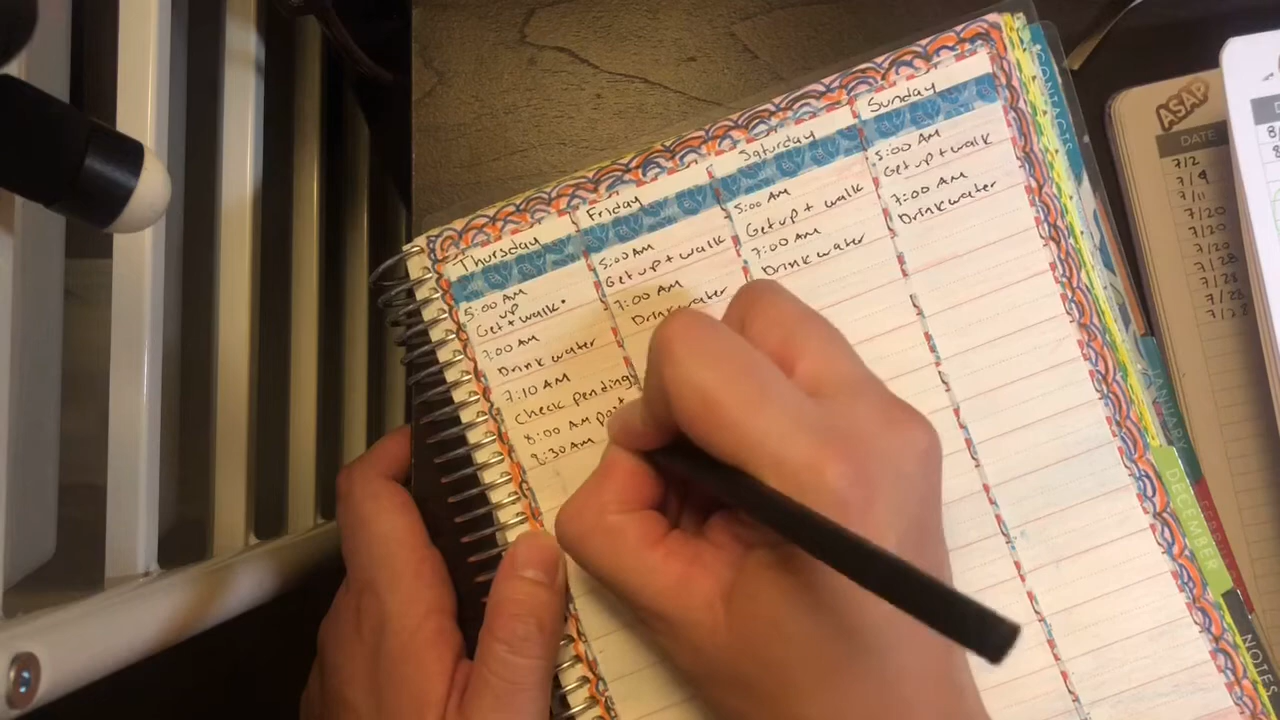 Thursday
5:00 AM
up
Get + walk.
7:00 AM
Drink water
7:10 AM
Check pending
8:00 AM
8:30 AM
Friday
5:00 AM
Get up + walk
7:00 AM
Drink water
Saturday
5:00 AM
Get up + walk
7:00 AM
Drink water
Sunday
5:00 AM
Get up + walk
7:00 AM
Drink water
CONTACTS
JANUARY
DECEMBER
NOTES
ASAP
DATE
7/2
7/9
7/11
7/20
7/20
7/20
7/28
7/28
7/28
7/28